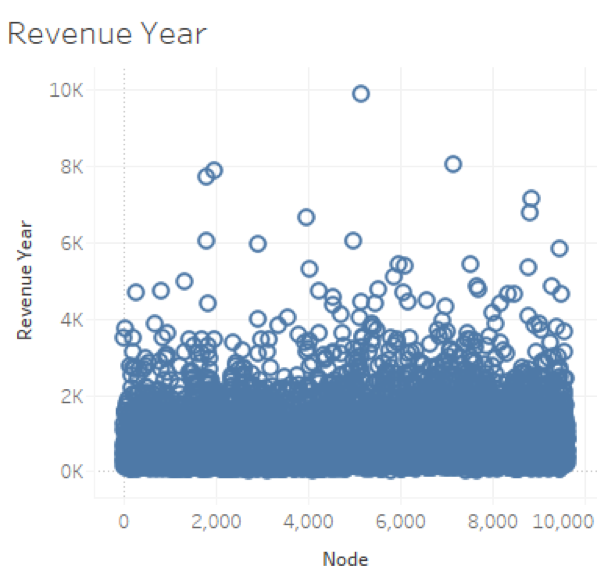 Revenue Year
10K
8K
6K
4K
2K
0K
Revenue Year
0 2,000 4,000 6,000 8,000 10,000
Node